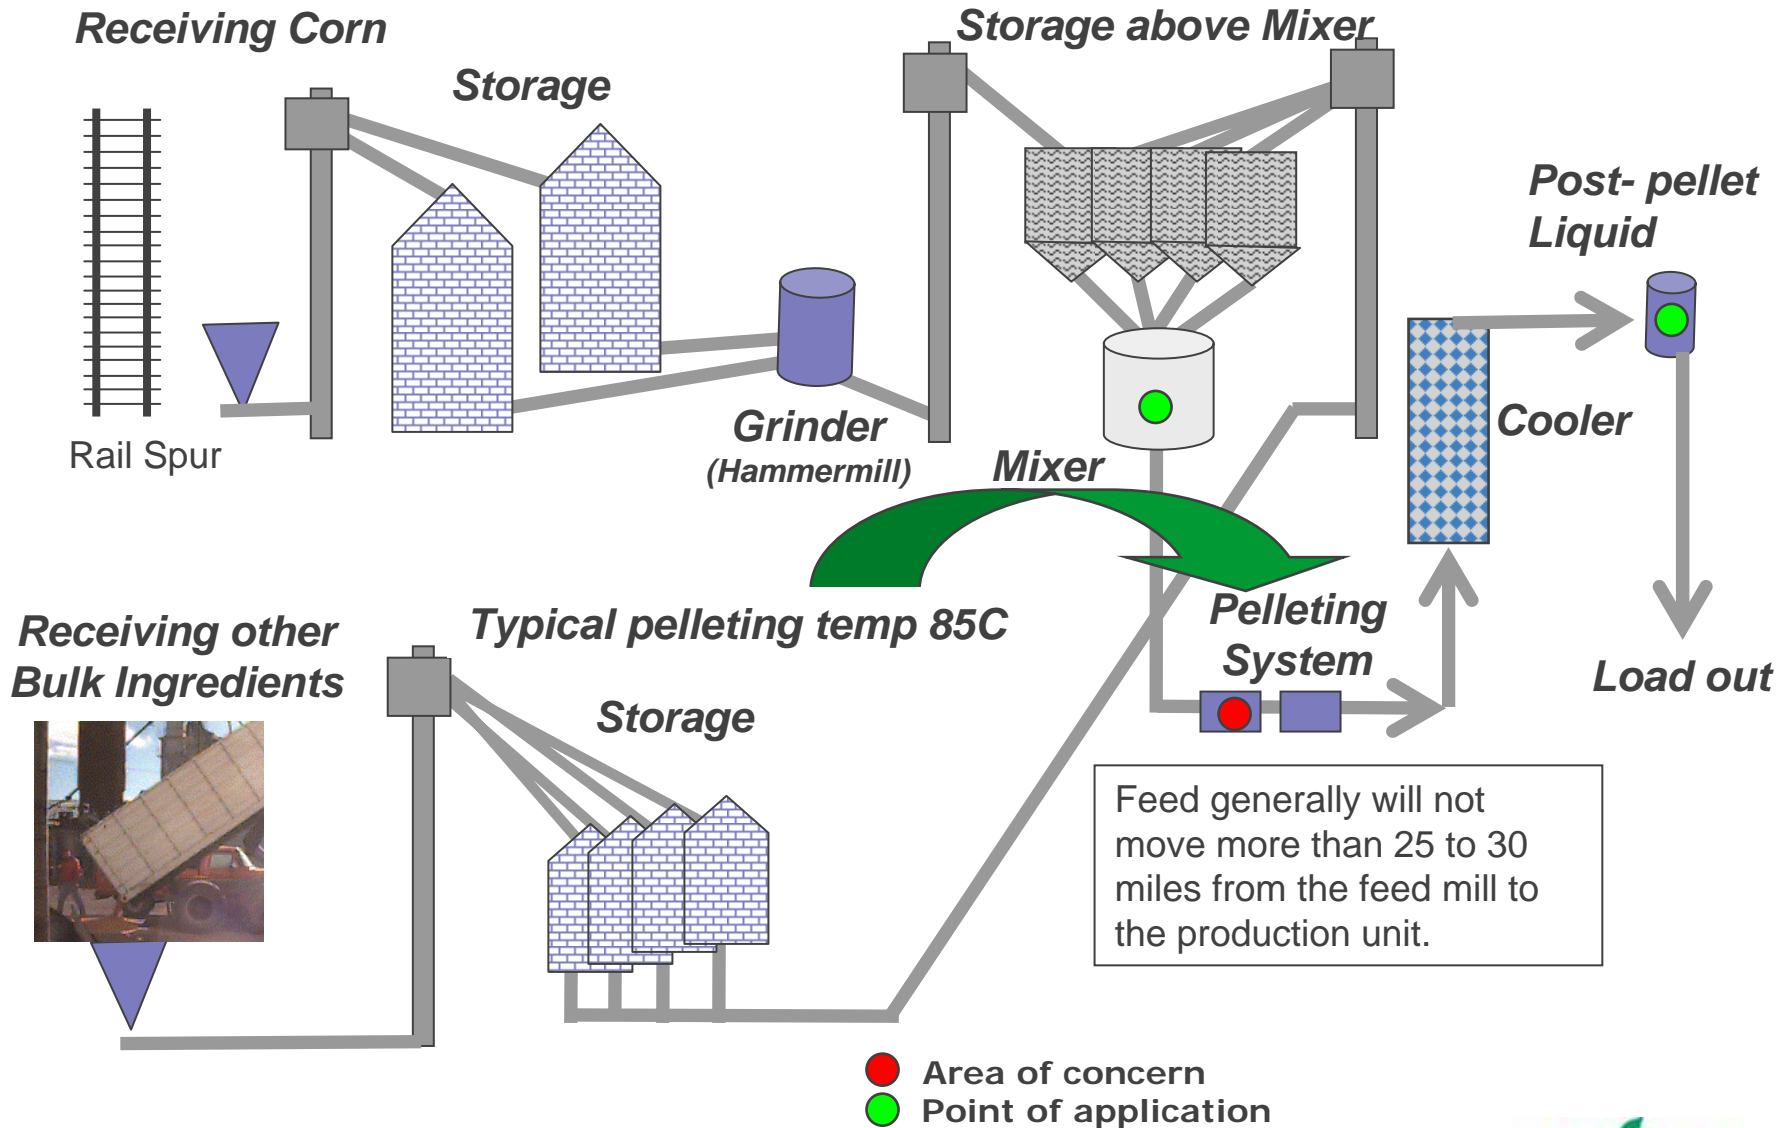 Receiving Corn
Storage above Mixer
Storage
Post- pellet
Liquid
Grinder
(Hammermill)
Mixer
Cooler
Rail Spur
Typical pelleting temp 85C
Pelleting
System
Receiving other
Bulk Ingredients
Load out
Storage
Feed generally will not
move more than 25 to 30
miles from the feed mill to
the production unit.
Area of concern
Point of application